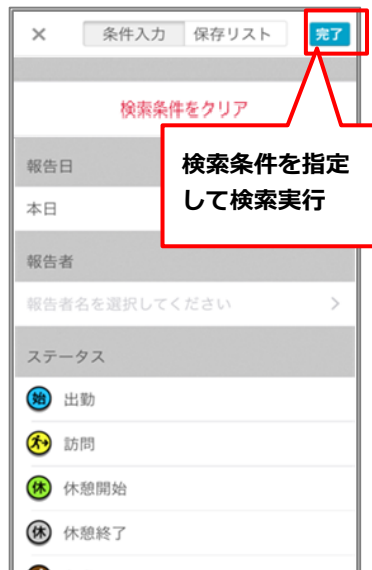 × 条件入力 保存リスト 完了
検索条件をクリア
検索条件を指定
して検索実行
報告日
本日
報告者
報告者名を選択してください >
ステータス
始 出勤
訪問
休 休憩開始
休 休憩終了